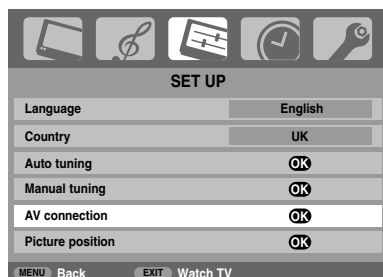 SET UP
Language English
Country UK
Auto tuning OK
Manual tuning OK
AV connection OK
Picture position OK
MENU Back EXIT Watch TV